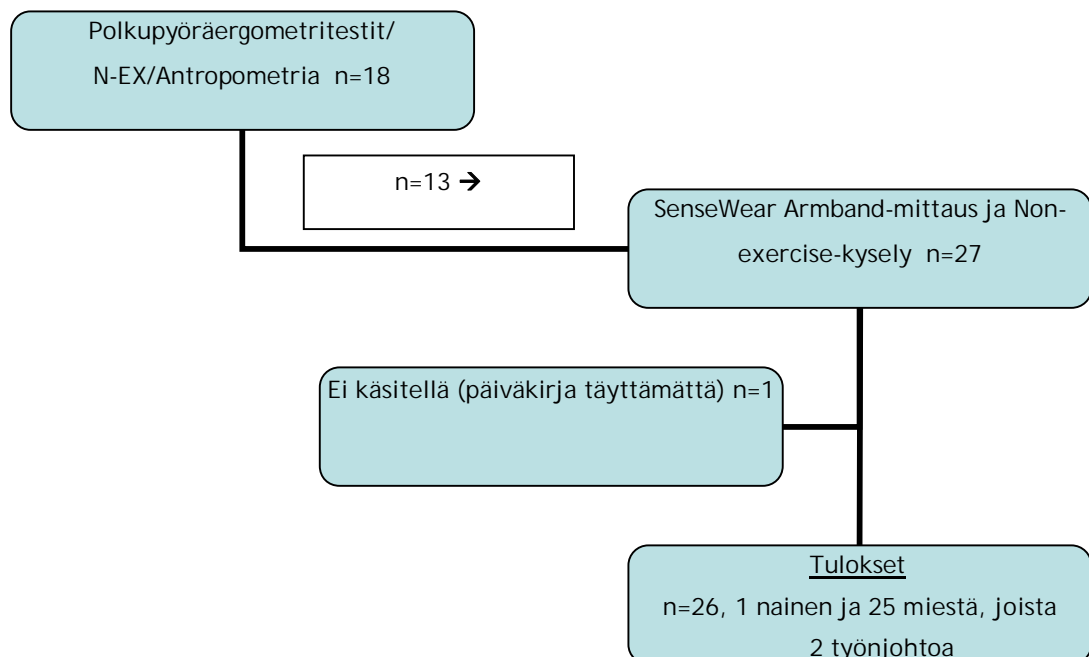 Polkupyöräergometritestit/
N-EX/Antropometria n=18
n=13 →
SenseWear Armband-mittaus ja Non-
exercise-kysely n=27
Ei käsitellä (päiväkirja täyttämättä) n=1
Tulokset
n=26, 1 nainen ja 25 miestä, joista
2 työnjohtoa